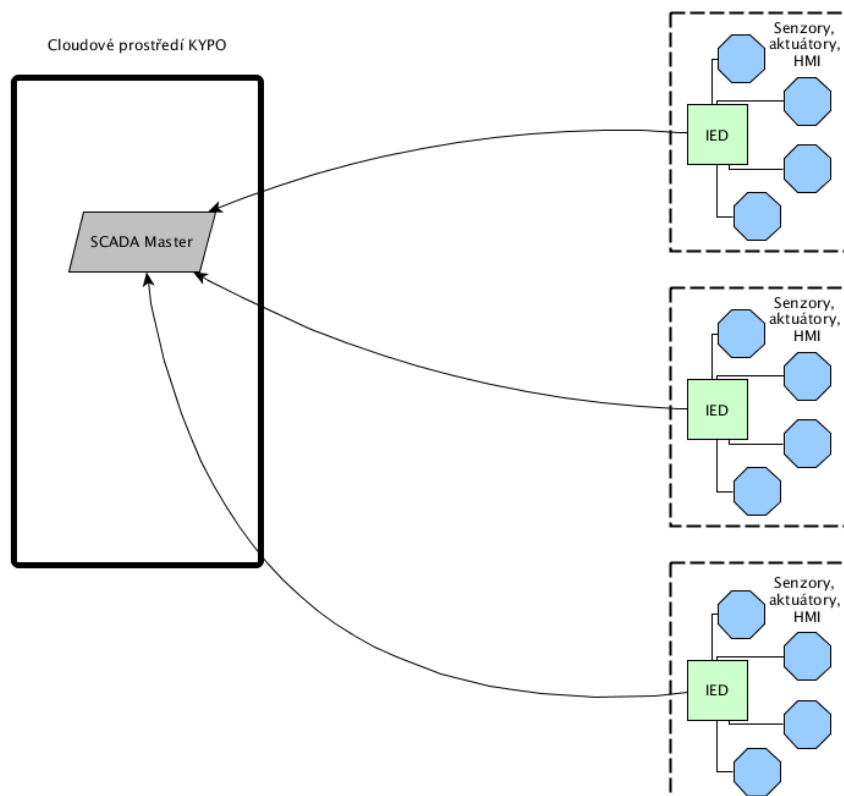 Cloudové prostředí KYPO
SCADA Master
Senzory,
aktuátory,
HMI
IED
Senzory,
aktuátory,
HMI
IED
Senzory,
aktuátory,
HMI
IED